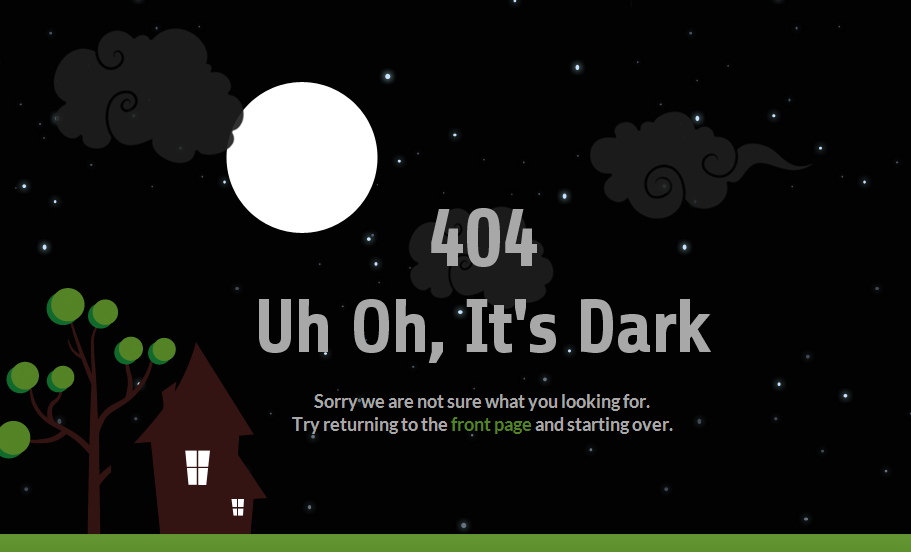 404
Uh Oh, It's Dark
Sorry we are not sure what you looking for.
Try returning to the front page and starting over.